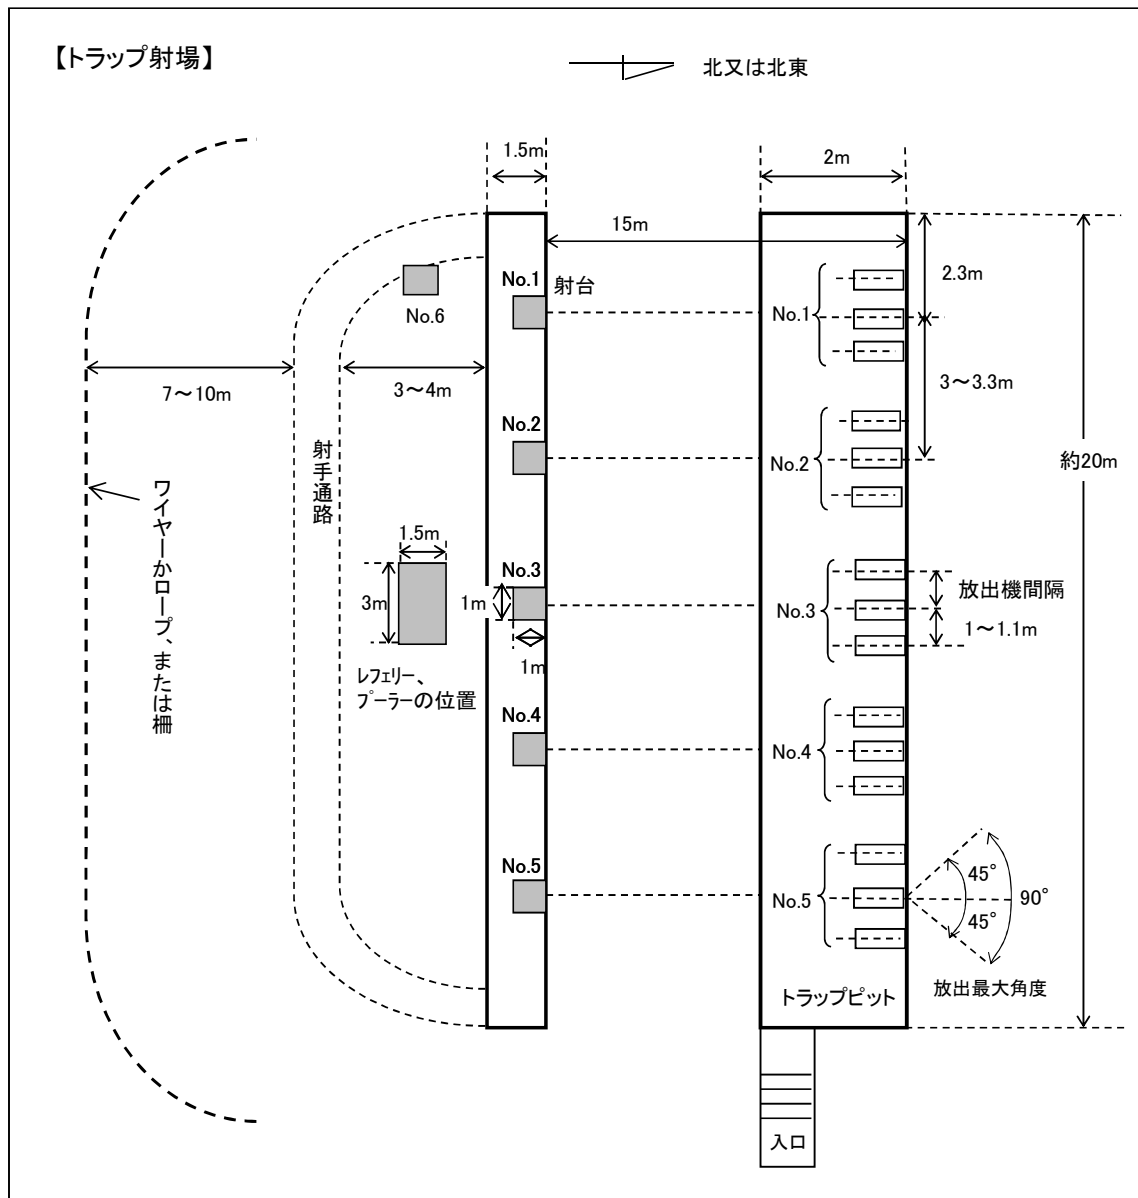 【トラップ射場】
北又は北東
1.5m
2m
15m
No.1
射台
No.6
No.1
2.3m
7～10m
3～4m
3～3.3m
No.2
No.2
射手通路
約20m
ワイヤーかロープ、または柵
1.5m
No.3
3m
1m
No.3
放出機間隔
1～1.1m
1m
レフェリー、
プーラーの位置
No.4
No.4
No.5
No.5
45°
90°
45°
トラップピット
放出最大角度
入口